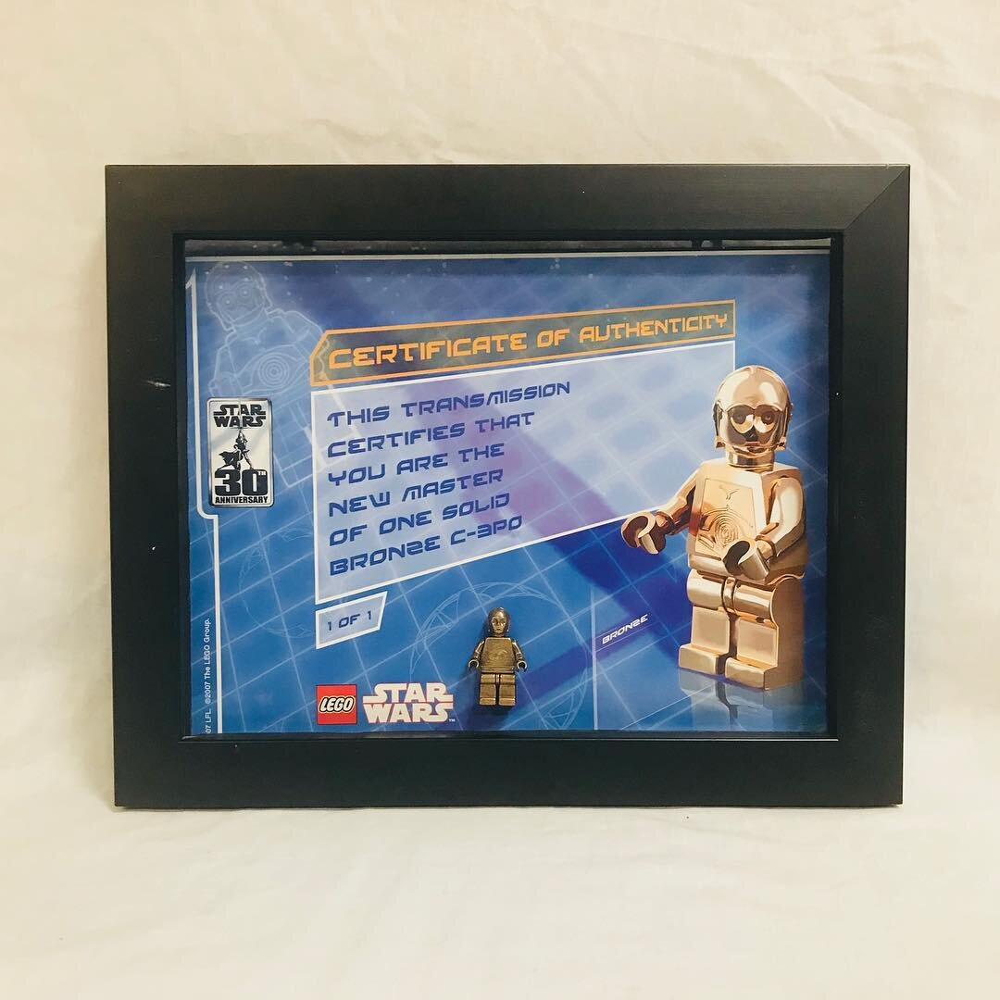 CERTIFICATE OF AUTHENTICITY
THIS TRANSMISSION
CERTIFIES THAT
YOU ARE THE
NEW MASTER
OF ONE SOLID
BRONZE C-3PO
1 OF 1
STAR
WARS
30TH
ANNIVERSARY
BRONZE
LEGO
STAR
WARS™
07 LFL. ©2007 The LEGO Group.